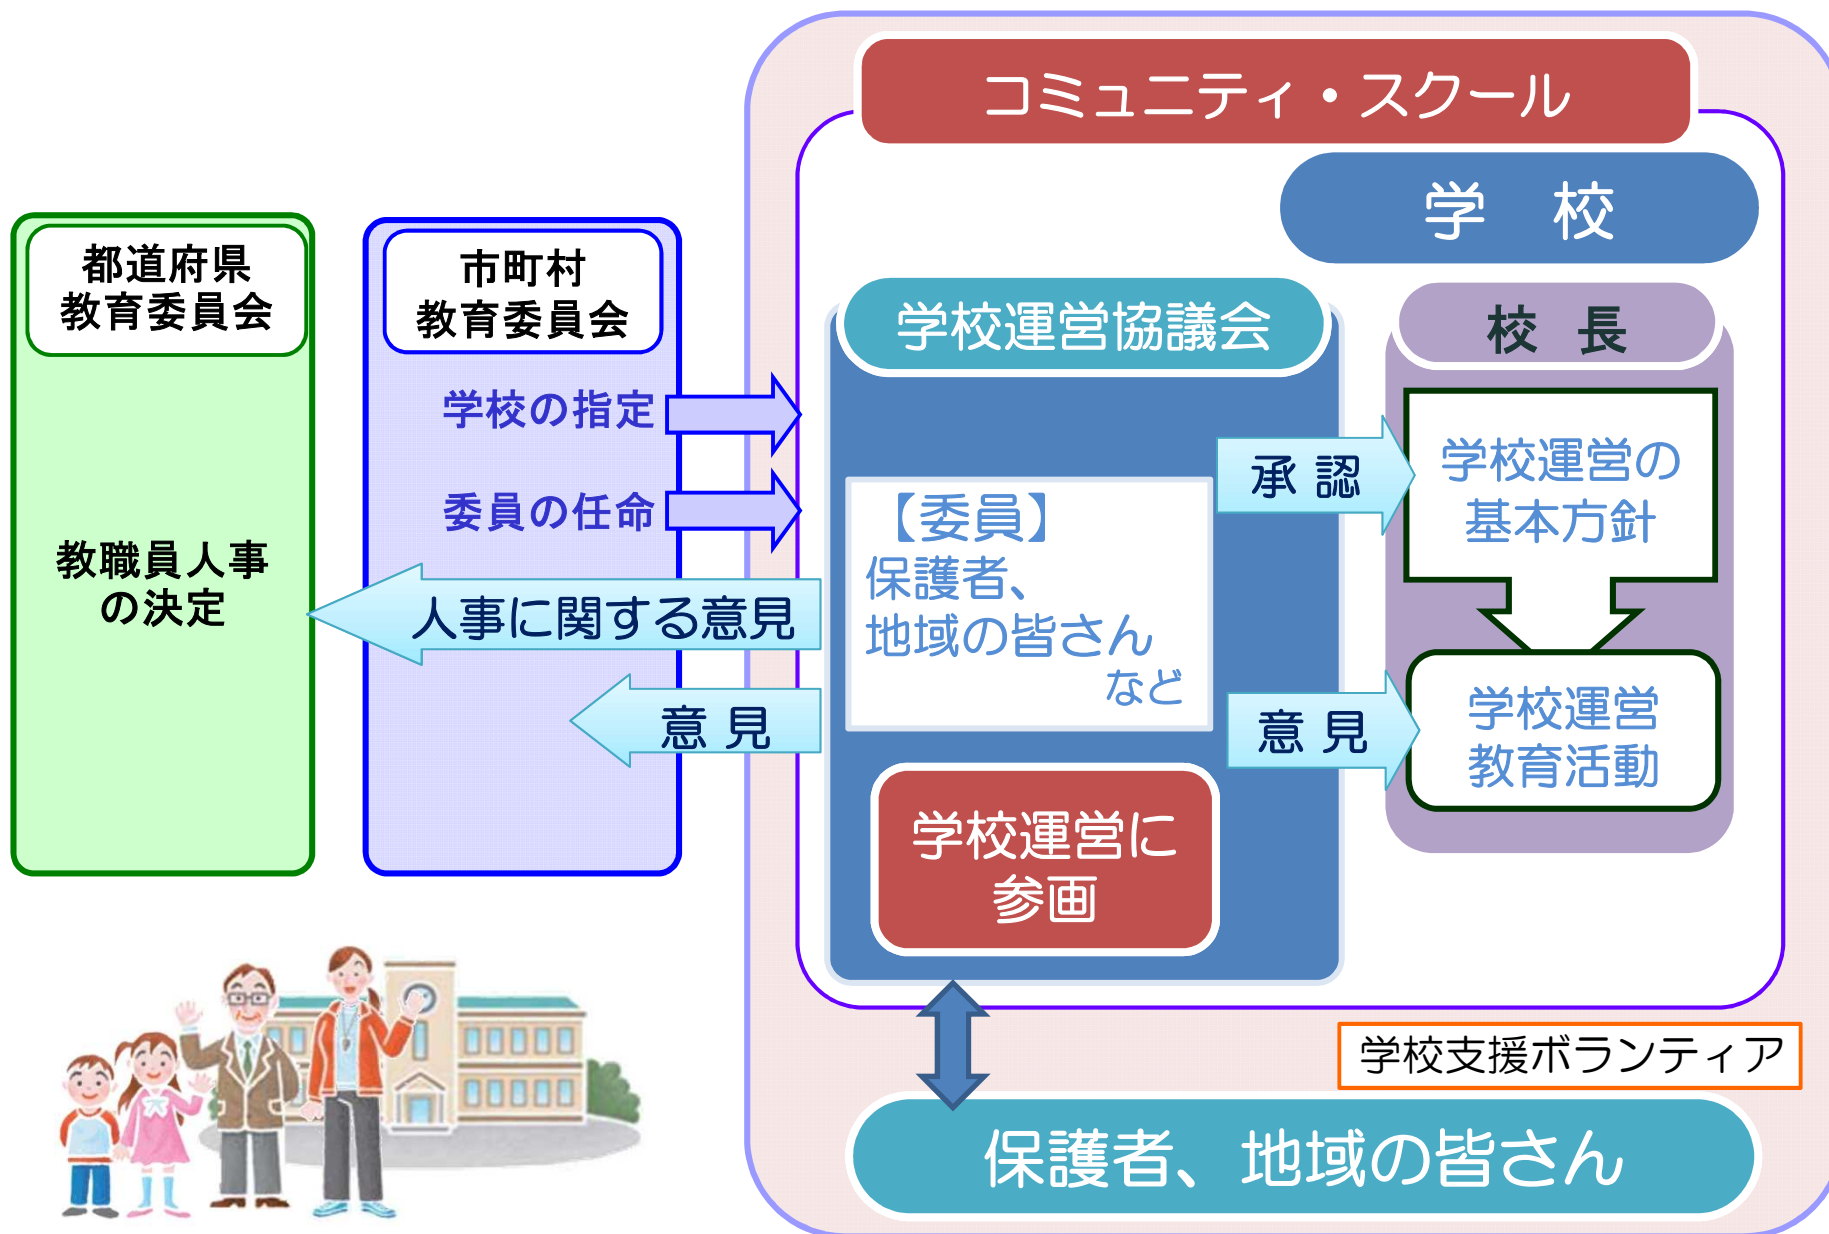 コミュニティ・スクール
学 校
都道府県
教育委員会
教職員人事
の決定
市町村
教育委員会
学校の指定
委員の任命
人事に関する意見
意 見
学校運営協議会
【委員】
保護者、
地域の皆さん
など
学校運営に
参画
承 認
意 見
校 長
学校運営の
基本方針
学校運営
教育活動
学校支援ボランティア
保護者、地域の皆さん